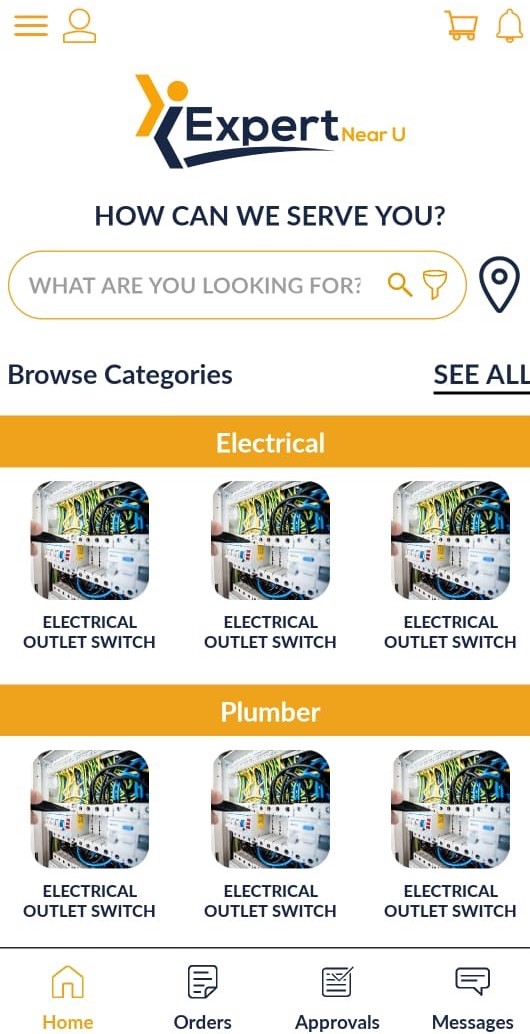 Expert Near U
HOW CAN WE SERVE YOU?
WHAT ARE YOU LOOKING FOR?
Browse Categories SEE ALL
Electrical
ELECTRICAL ELECTRICAL ELECTRICAL
OUTLET SWITCH OUTLET SWITCH OUTLET SWITCH
Plumber
ELECTRICAL ELECTRICAL ELECTRICAL
OUTLET SWITCH OUTLET SWITCH OUTLET SWITCH
Home Orders Approvals Messages